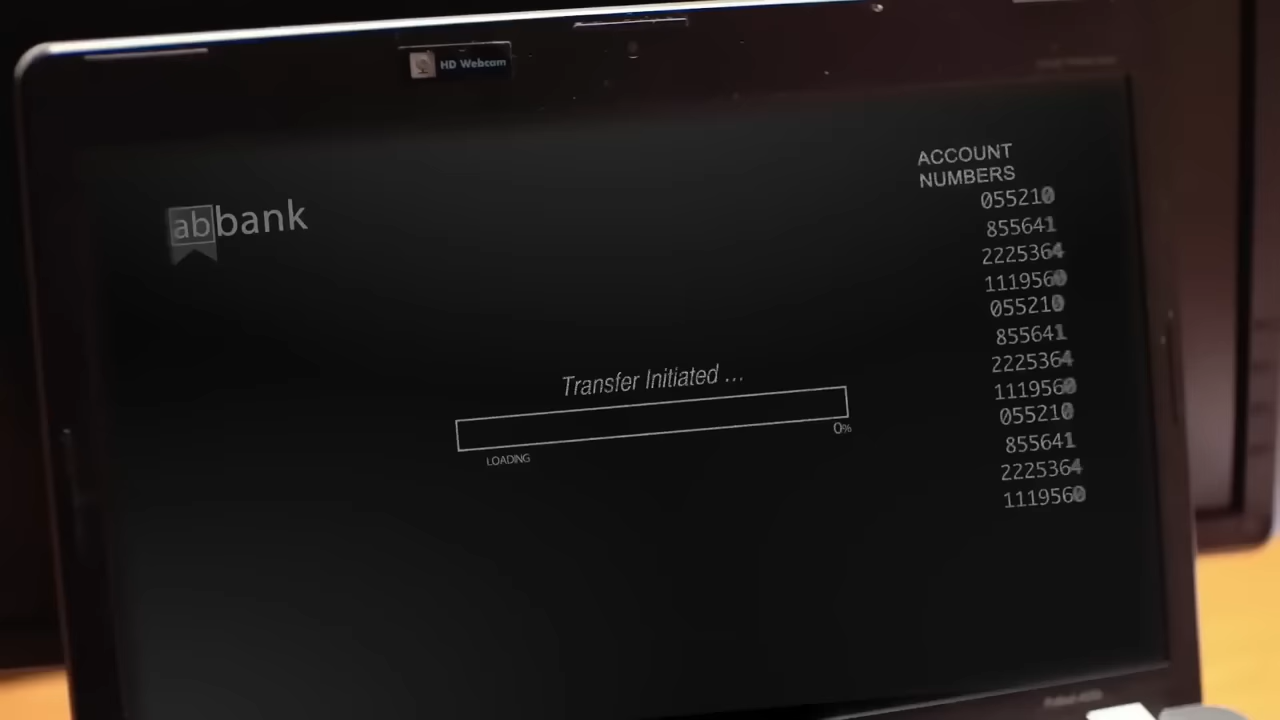 HD Webcam
abbank
ACCOUNT
NUMBERS
055210
855641
2225364
1119560
055210
855641
2225364
1119560
055210
855641
2225364
1119560
Transfer Initiated ...
0%
LOADING